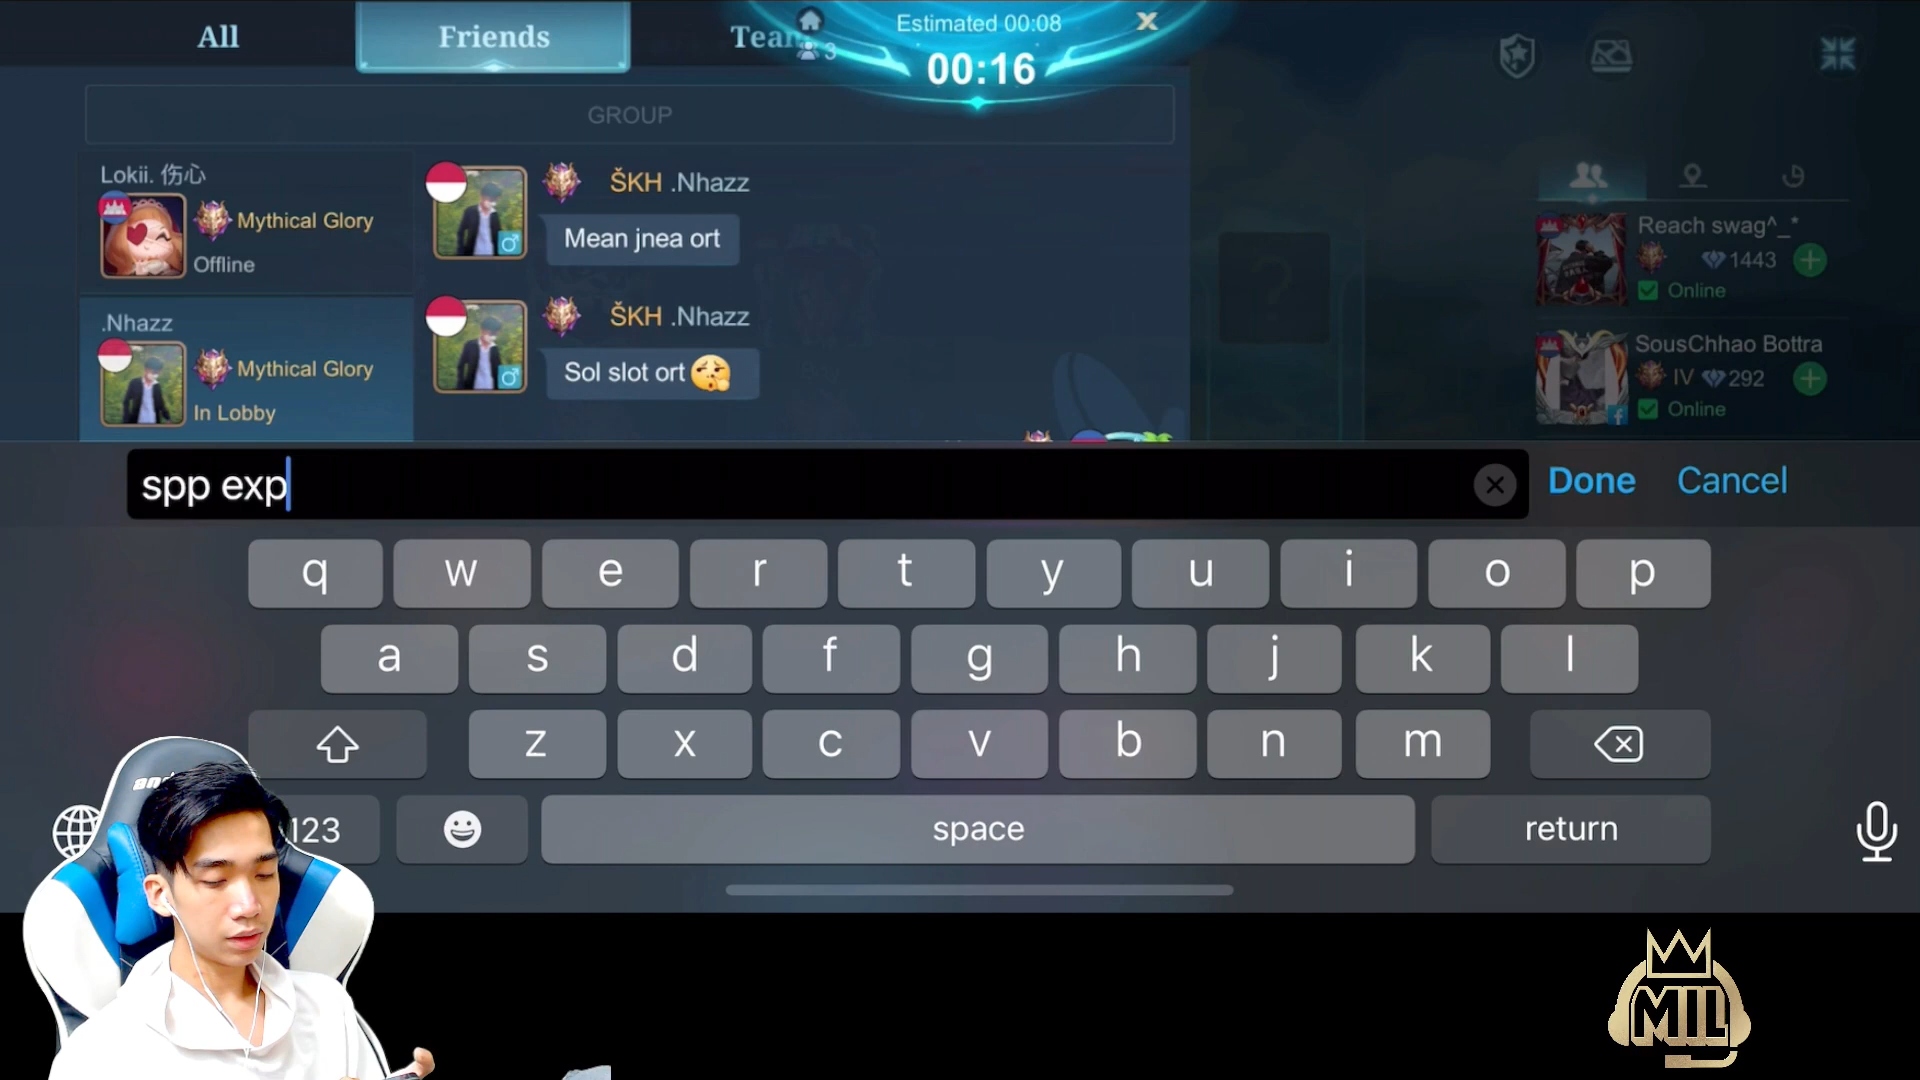 All
Friends
Team
3
Estimated 00:08
X
00:16
GROUP
Lokii. 伤心
Mythical Glory
Offline
.Nhazz
Mythical Glory
In Lobby
ŠKH .Nhazz
Mean jnea ort
ŠKH .Nhazz
Sol slot ort
Reach swag^_*
1443
Online
SousChhao Bottra
IV 292
Online
spp exp
Done
Cancel
q w e r t y u i o p
a s d f g h j k l
z x c v b n m
123
space
return
MIL